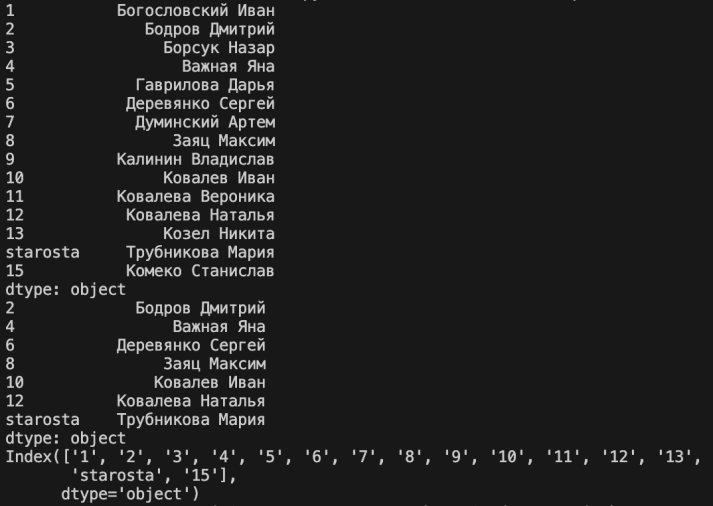 1           Богословский Иван
2              Бодров Дмитрий
3                Борсук Назар
4                  Важная Яна
5             Гаврилова Дарья
6            Деревянко Сергей
7             Думинский Артем
8                 Заяц Максим
9           Калинин Владислав
10               Ковалев Иван
11          Ковалева Вероника
12           Ковалева Наталья
13               Козел Никита
starosta     Трубникова Мария
15           Комеко Станислав
dtype: object
2              Бодров Дмитрий
4                  Важная Яна
6            Деревянко Сергей
8                 Заяц Максим
10               Ковалев Иван
12           Ковалева Наталья
starosta    Трубникова Мария
dtype: object
Index(['1', '2', '3', '4', '5', '6', '7', '8', '9', '10', '11', '12', '13',
       'starosta', '15'],
      dtype='object')